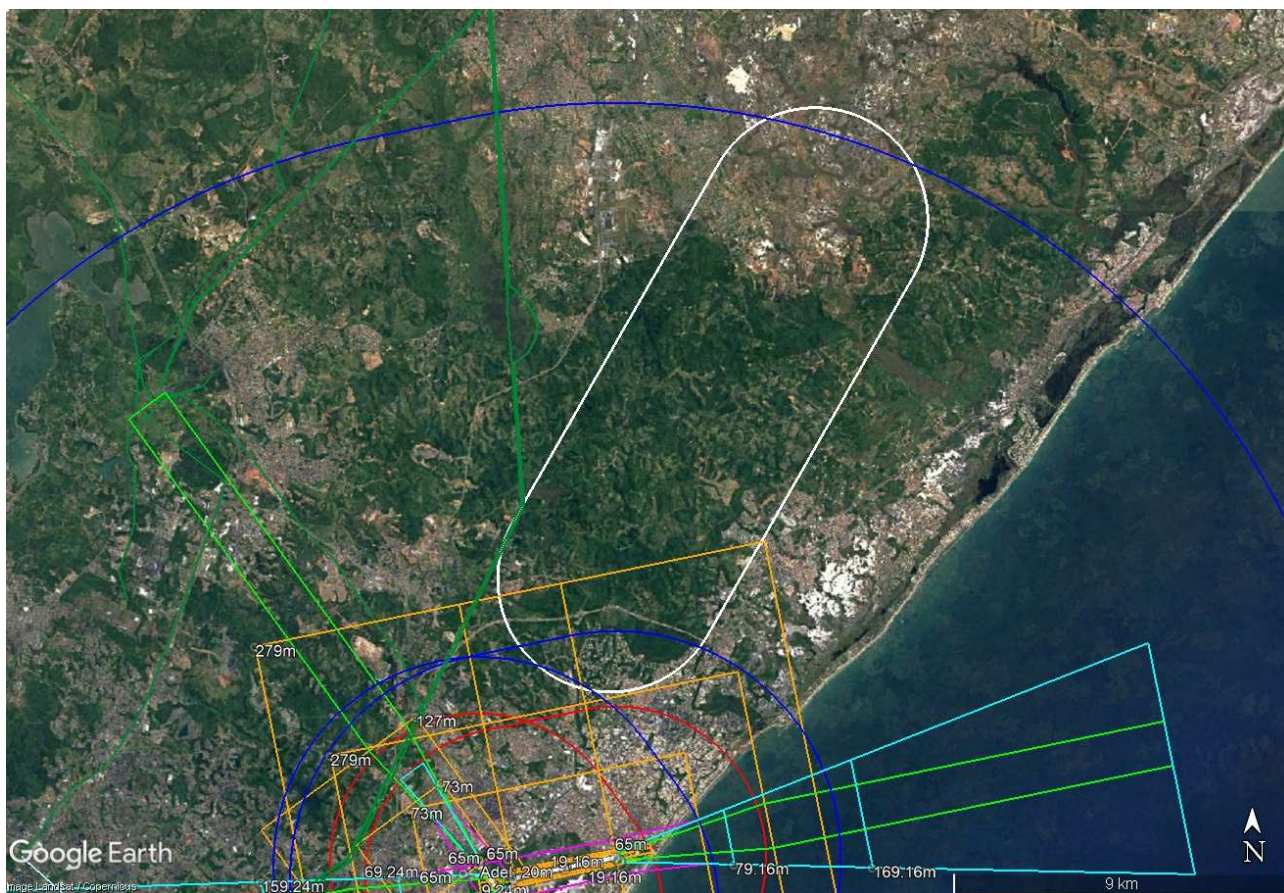 279m
127m
279m
73m
73m
65m
65m
65m
19.16m
69.24m
65m
Adel. 20m
19.16m
79.16m
169.16m
159.24m
9.24m
9 km
N
Google Earth
Image Landsat / Copernicus